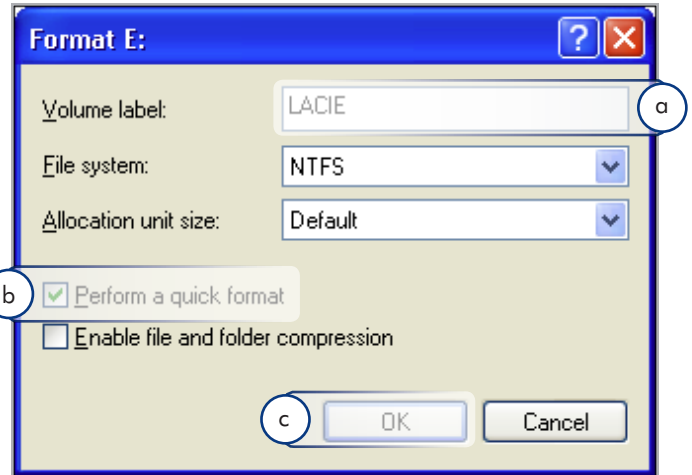 Format E:
?
Volume label: LACIE a
File system: NTFS
Allocation unit size: Default
b Perform a quick format
Enable file and folder compression
c OK Cancel